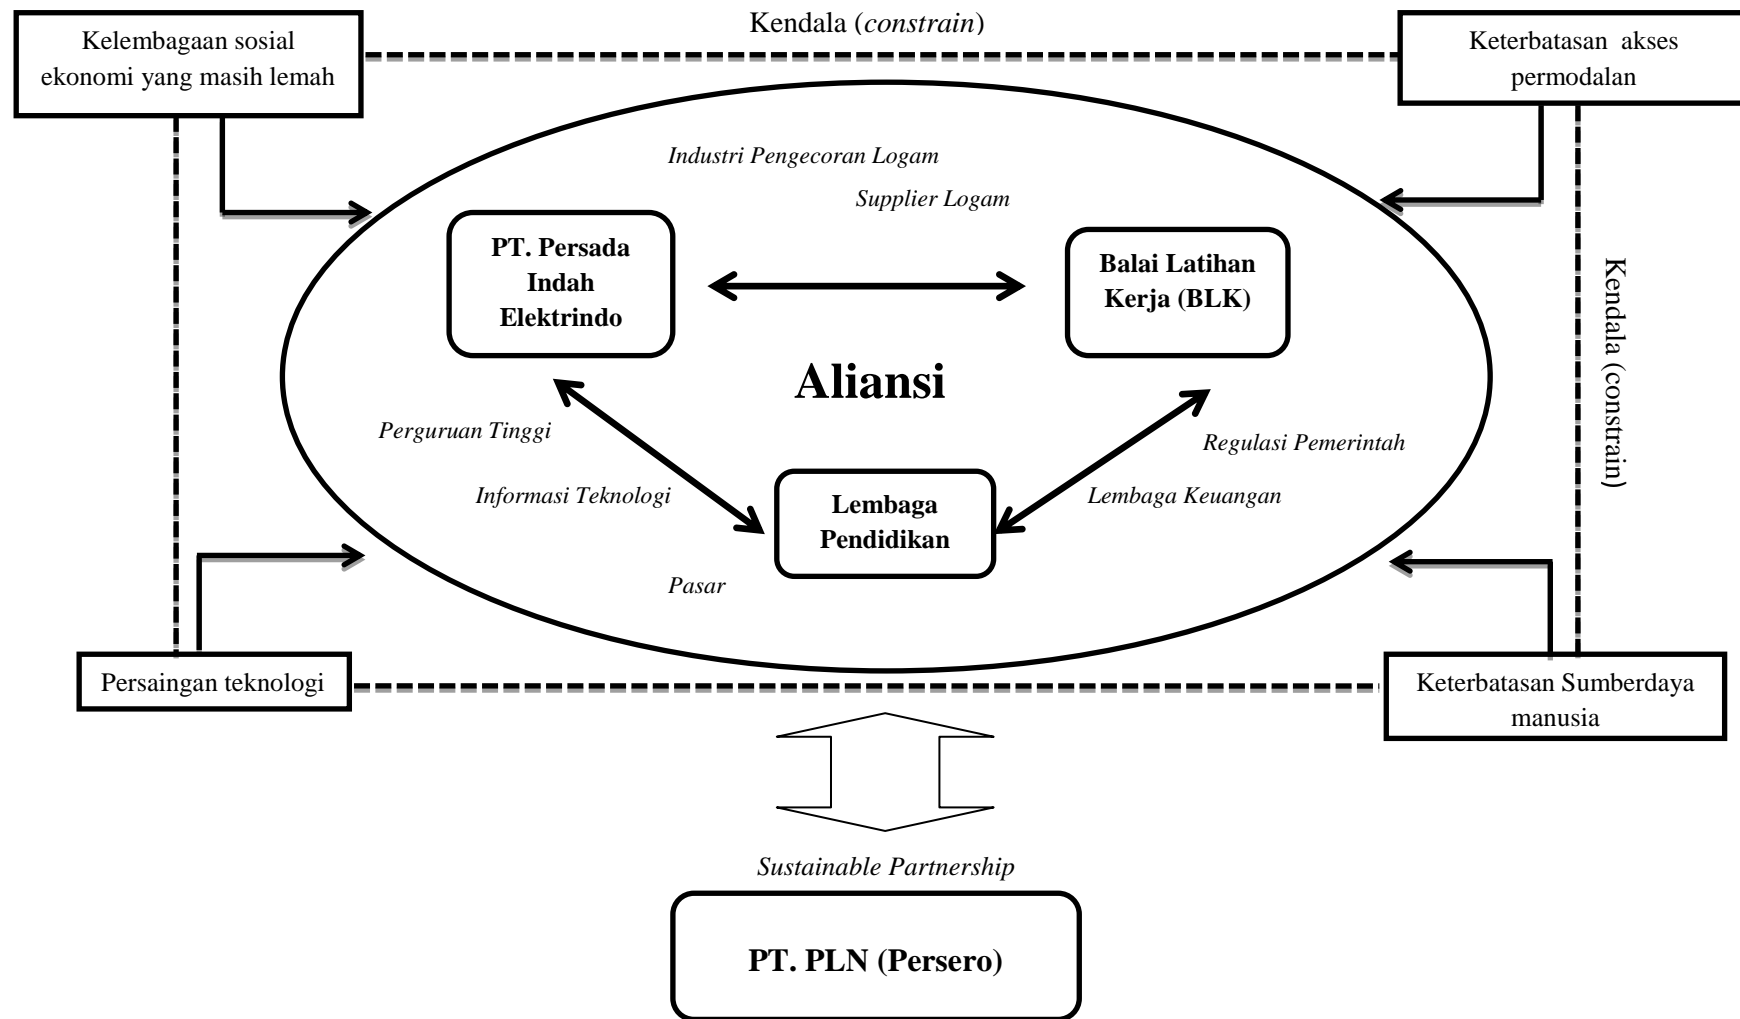 Kendala (constrain)
Kelembagaan sosial
ekonomi yang masih lemah
Keterbatasan akses
permodalan
Industri Pengecoran Logam
Supplier Logam
PT. Persada
Indah
Elektrindo
Balai Latihan
Kerja (BLK)
Kendala (constrain)
Aliansi
Perguruan Tinggi
Regulasi Pemerintah
Informasi Teknologi
Lembaga Keuangan
Lembaga
Pendidikan
Pasar
Persaingan teknologi
Keterbatasan Sumberdaya
manusia
Sustainable Partnership
PT. PLN (Persero)